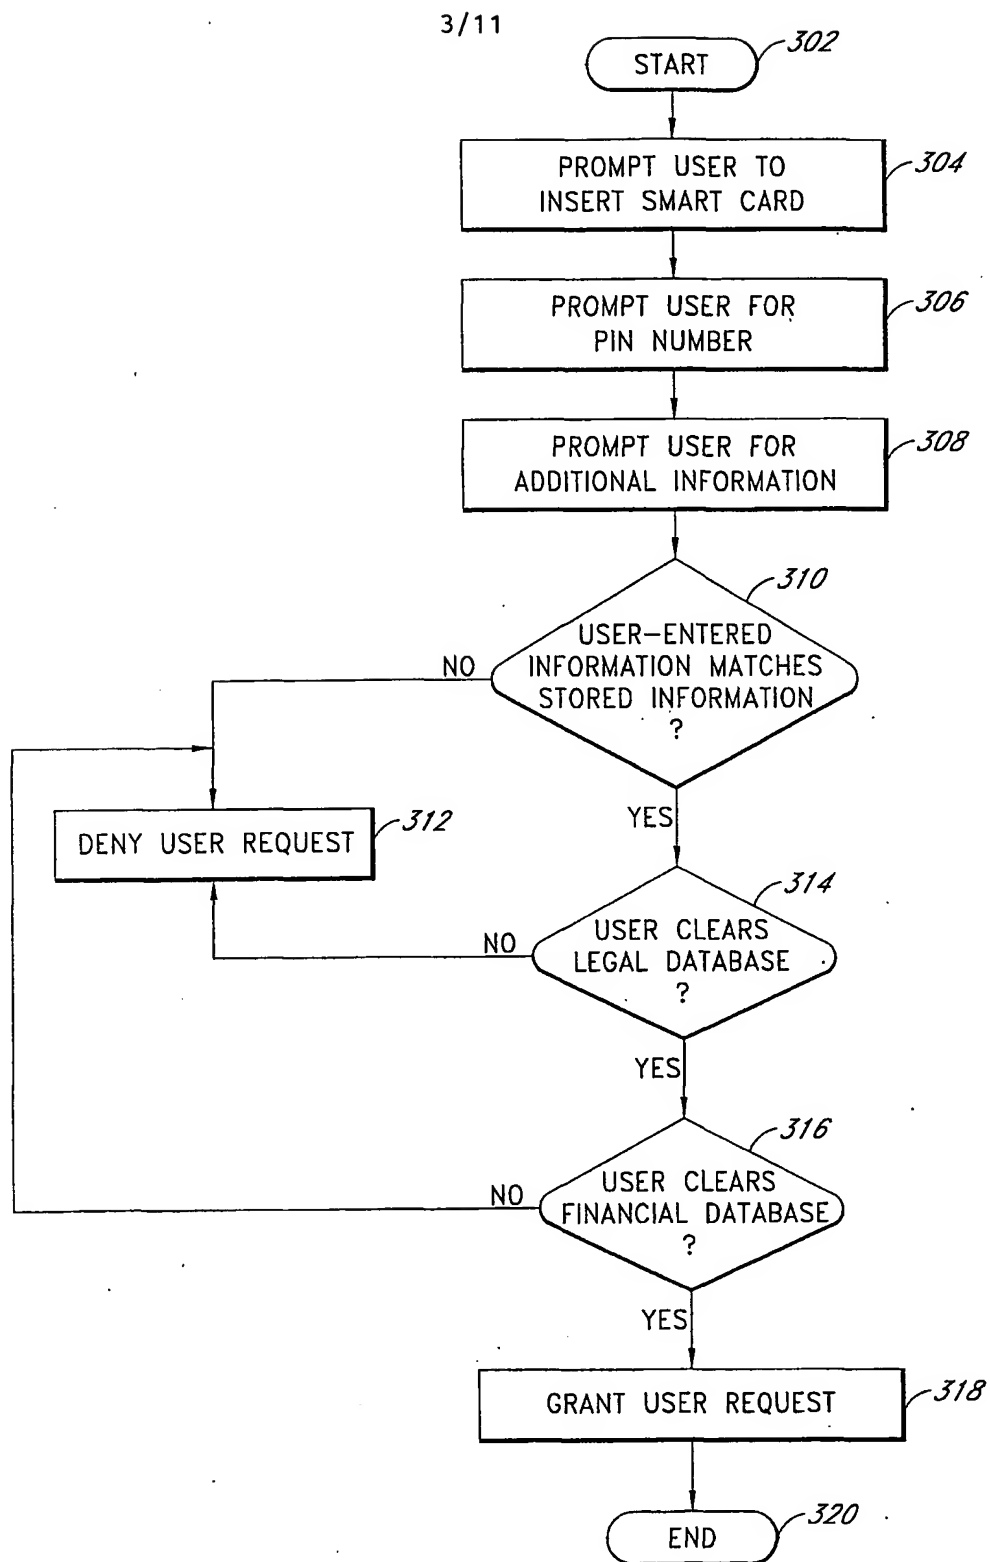 3/11
START
302
PROMPT USER TO
INSERT SMART CARD
304
PROMPT USER FOR
PIN NUMBER
306
PROMPT USER FOR
ADDITIONAL INFORMATION
308
310
USER-ENTERED
INFORMATION MATCHES
STORED INFORMATION
?
NO
YES
DENY USER REQUEST
312
314
USER CLEARS
LEGAL DATABASE
?
NO
YES
316
USER CLEARS
FINANCIAL DATABASE
?
NO
YES
GRANT USER REQUEST
318
END
320